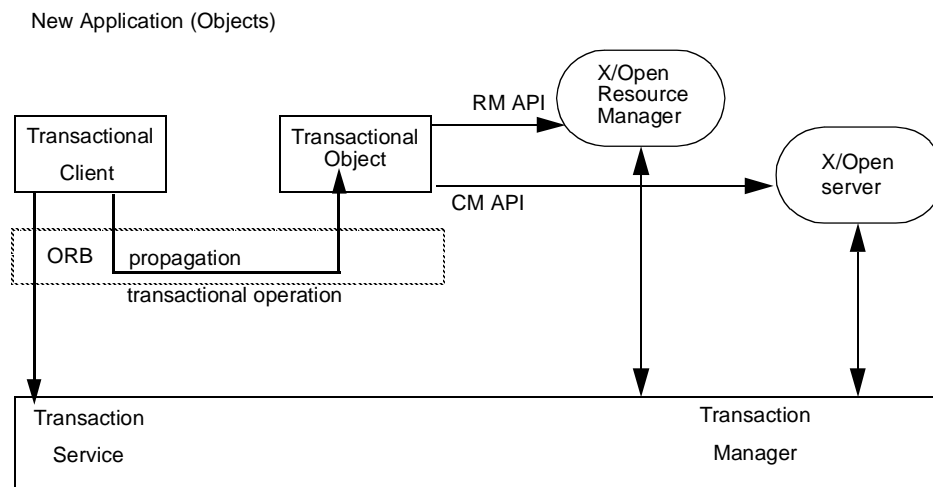 New Application (Objects)
X/Open
Resource
Manager
RM API
Transactional
Client
Transactional
Object
X/Open
server
CM API
ORB
propagation
transactional operation
Transaction
Service
Transaction
Manager